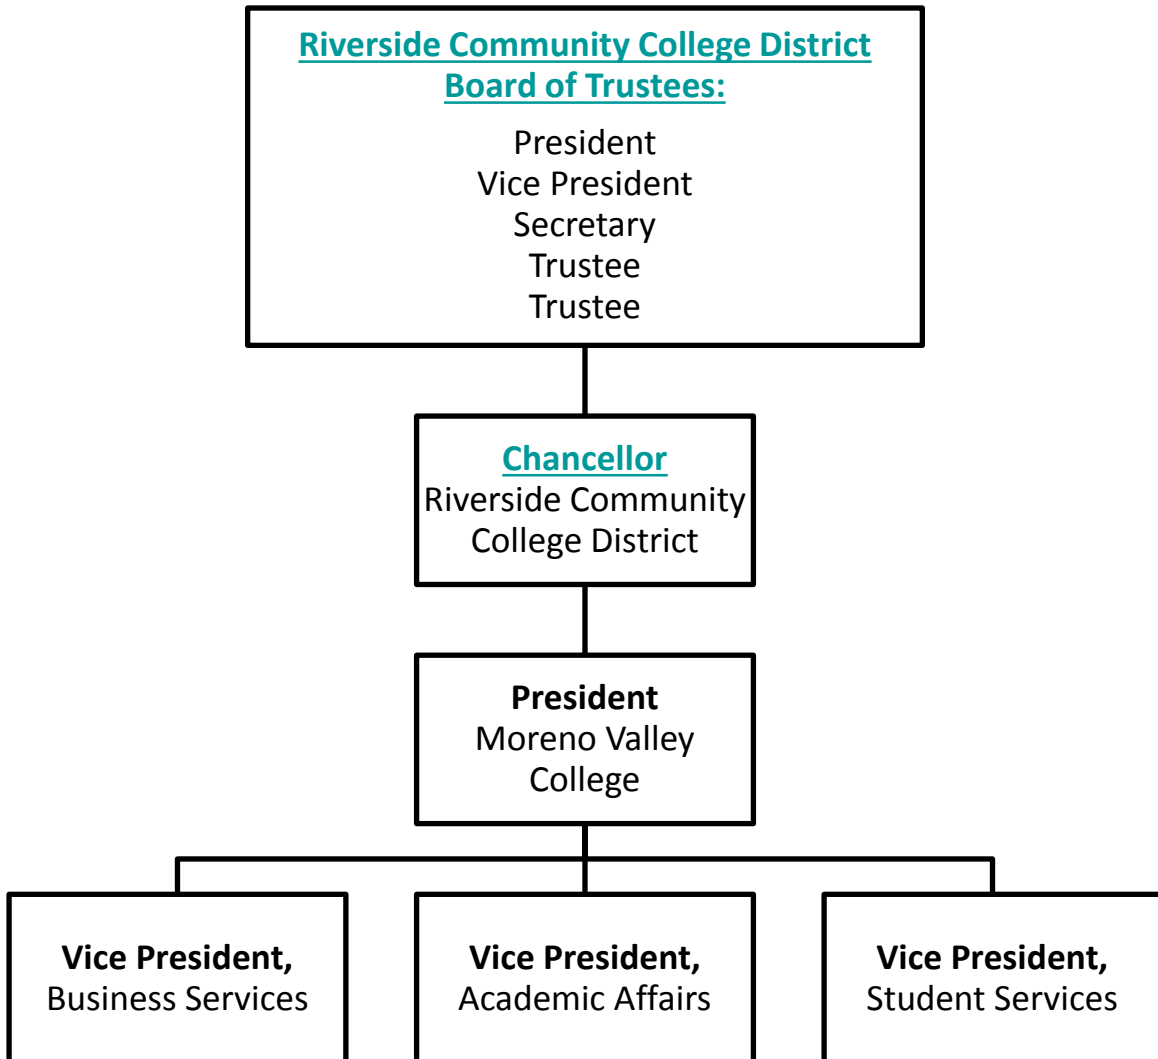 Riverside Community College District
Board of Trustees:
President
Vice President
Secretary
Trustee
Trustee
Chancellor
Riverside Community
College District
President
Moreno Valley
College
Vice President,
Business Services
Vice President,
Academic Affairs
Vice President,
Student Services